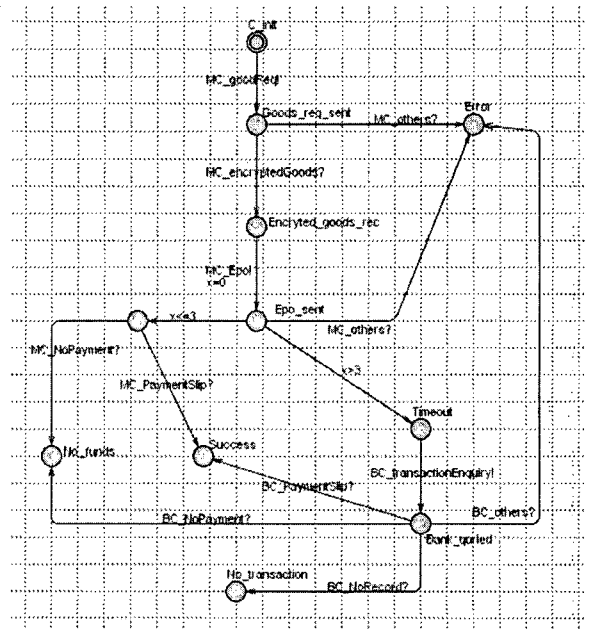 C_init
MC_goodReq!
Goods_req_sent
Error
MC_others?
MC_encryptedGoods?
Encryted_goods_rec
MC_Epo!
x=0
Epo_sent
x<=3
MC_others?
MC_NoPayment?
x>3
MC_PaymentSlip?
Timeout
No_funds
Success
BC_transactionEnquiry!
BC_PaymentSlip?
BC_NoPayment?
BC_others?
Bank_quried
No_transaction
BC_NoRecord?